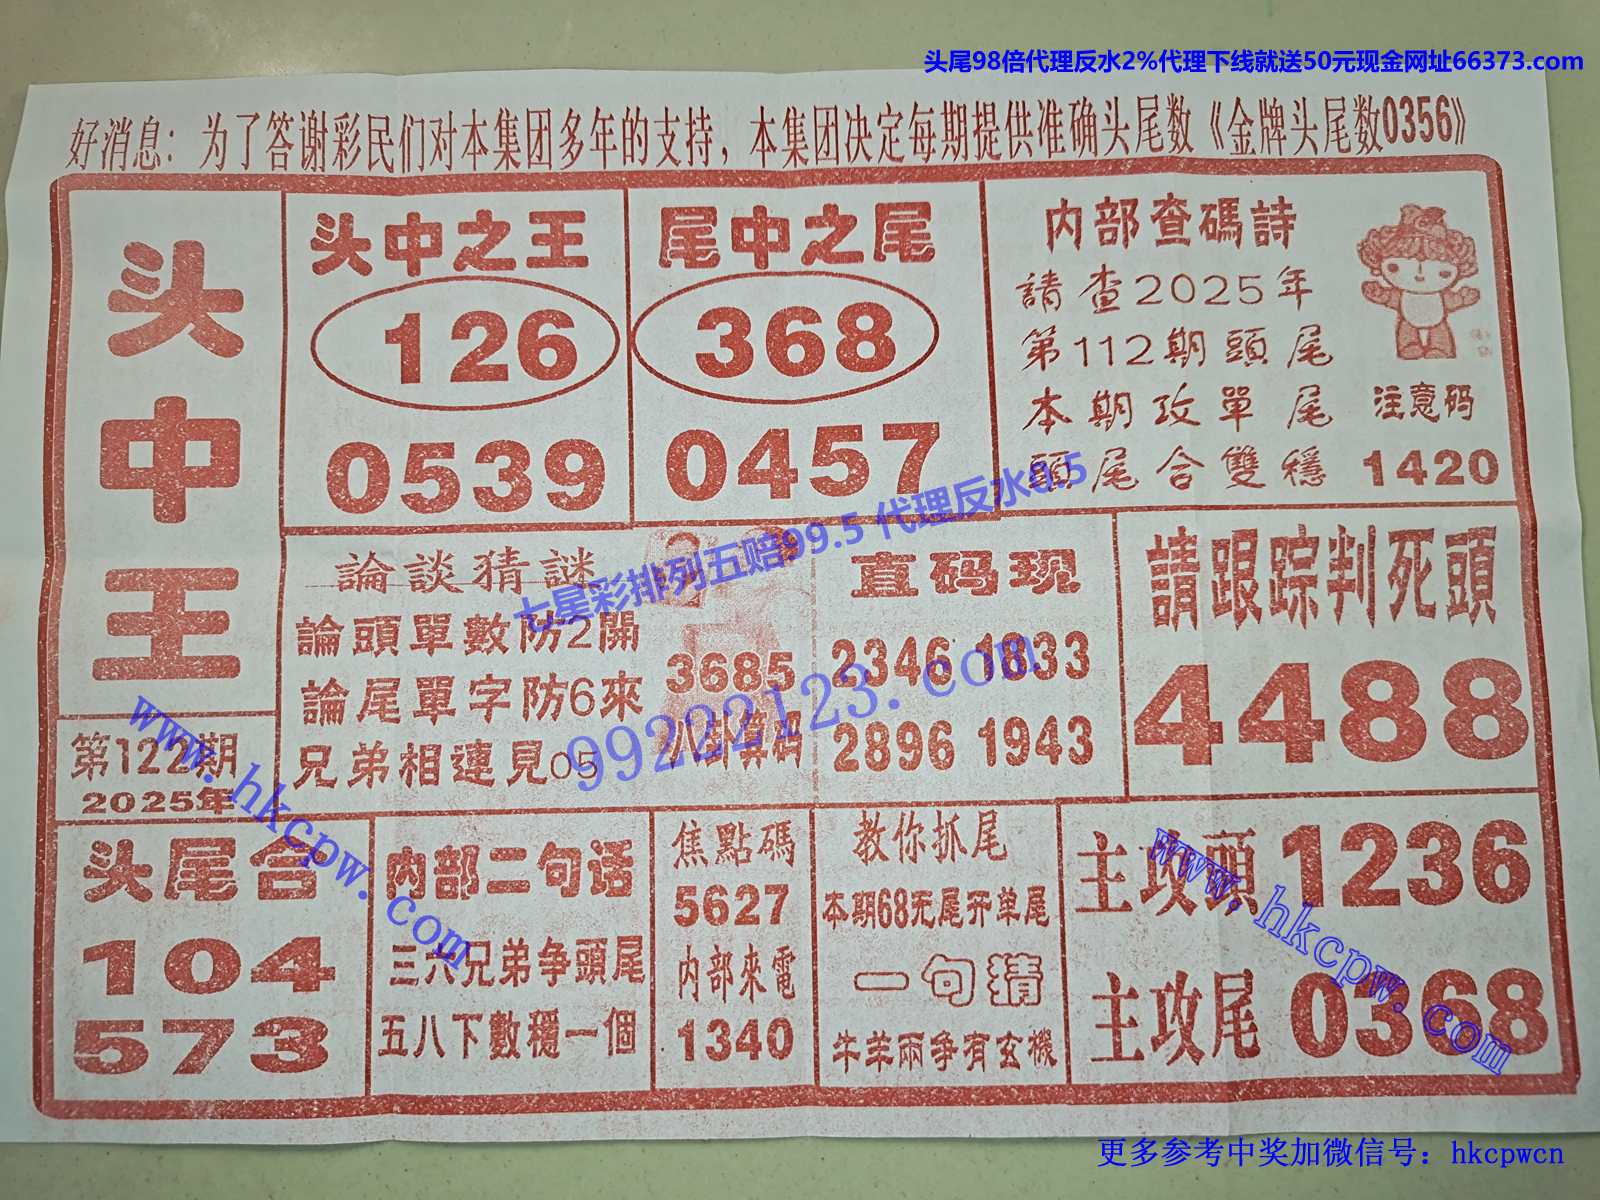 头尾98倍代理反水2%代理下线就送50元现金网址66373.com
好消息：为了答谢彩民们对本集团多年的支持，本集团决定每期提供准确头尾数《金牌头尾数0356》
头中王
第122期
2025年
头中之王
126
0539
尾中之尾
368
0457
内部查碼詩
請查2025年
第112期頭尾
本期攻單尾
頭尾合雙穩
注意码
1420
論談猜謎
論頭單數防2開
論尾單字防6來
兄弟相連見05
3685
八卦算码
直码现
2346 1833
2896 1943
請跟踪判死頭
4488
七星彩排列五赔99.5 代理反水0.5
99222123.com
www.hkcpw.com
头尾合
104
573
内部二句话
三六兄弟争頭尾
五八下數穩一個
焦點碼
5627
内部來電
1340
教你抓尾
本期68无尾开单尾
一句猜
牛羊兩争有玄機
主攻頭1236
主攻尾0368
www.hkcpw.com
更多参考中奖加微信号：hkcpwcn